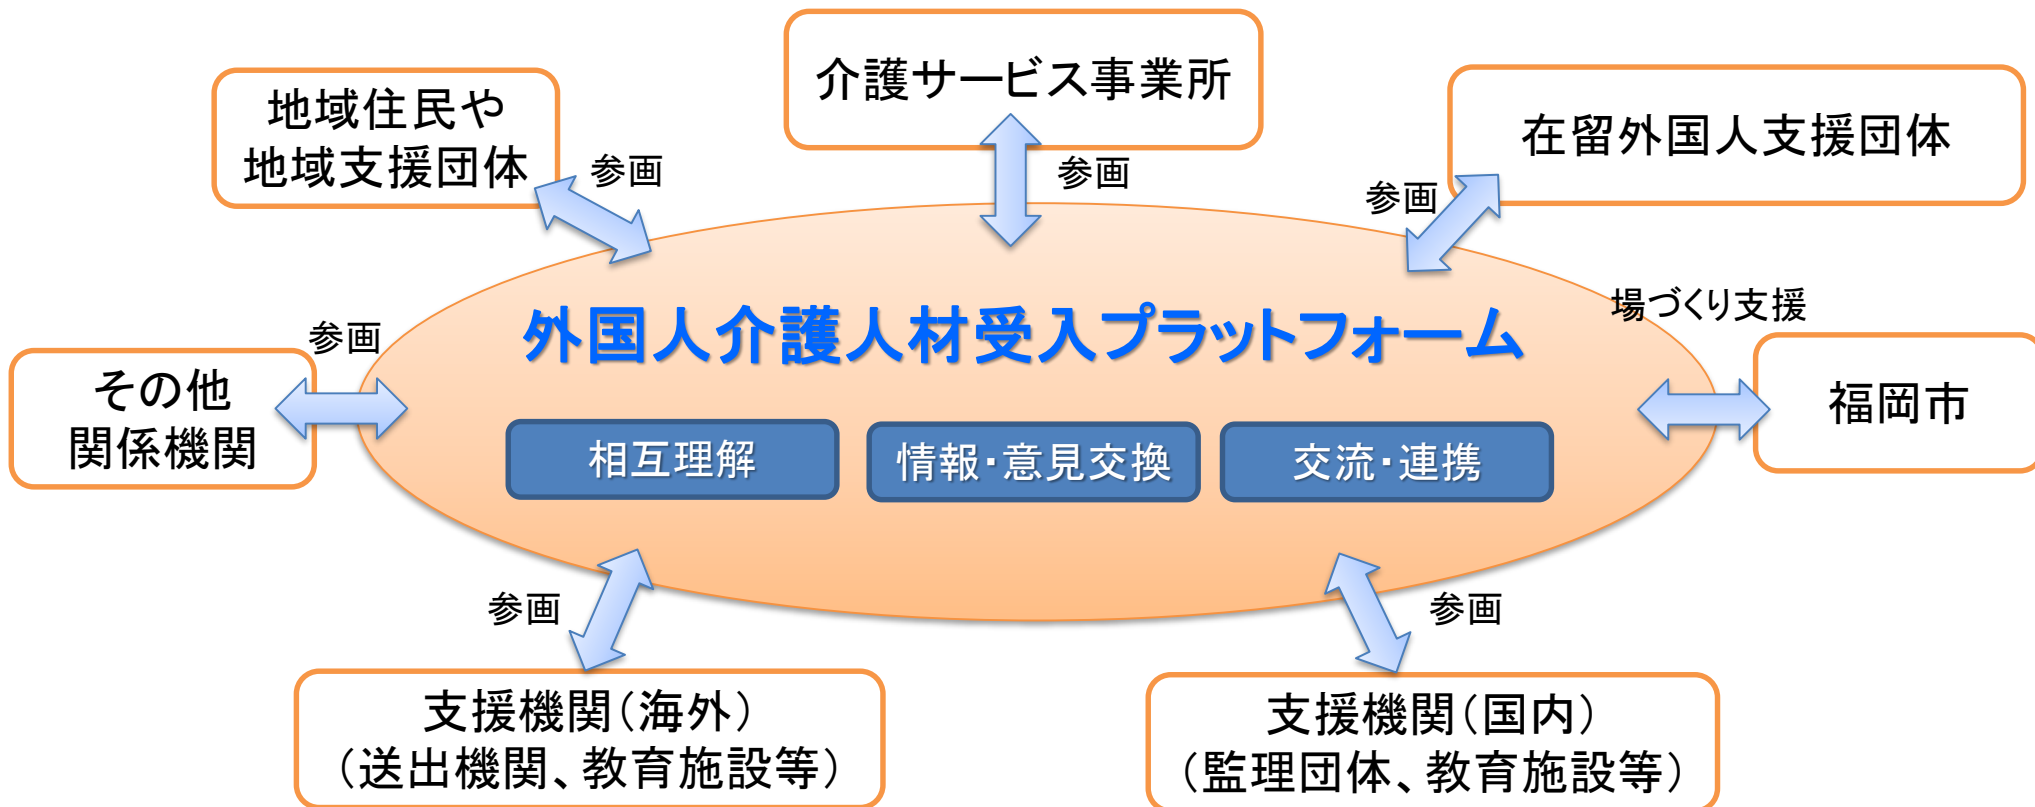 介護サービス事業所
地域住民や
地域支援団体
在留外国人支援団体
参画
参画
参画
場づくり支援
外国人介護人材受入プラットフォーム
参画
その他
関係機関
福岡市
相互理解
情報・意見交換
交流・連携
参画
参画
支援機関（海外）
（送出機関、教育施設等）
支援機関（国内）
（監理団体、教育施設等）